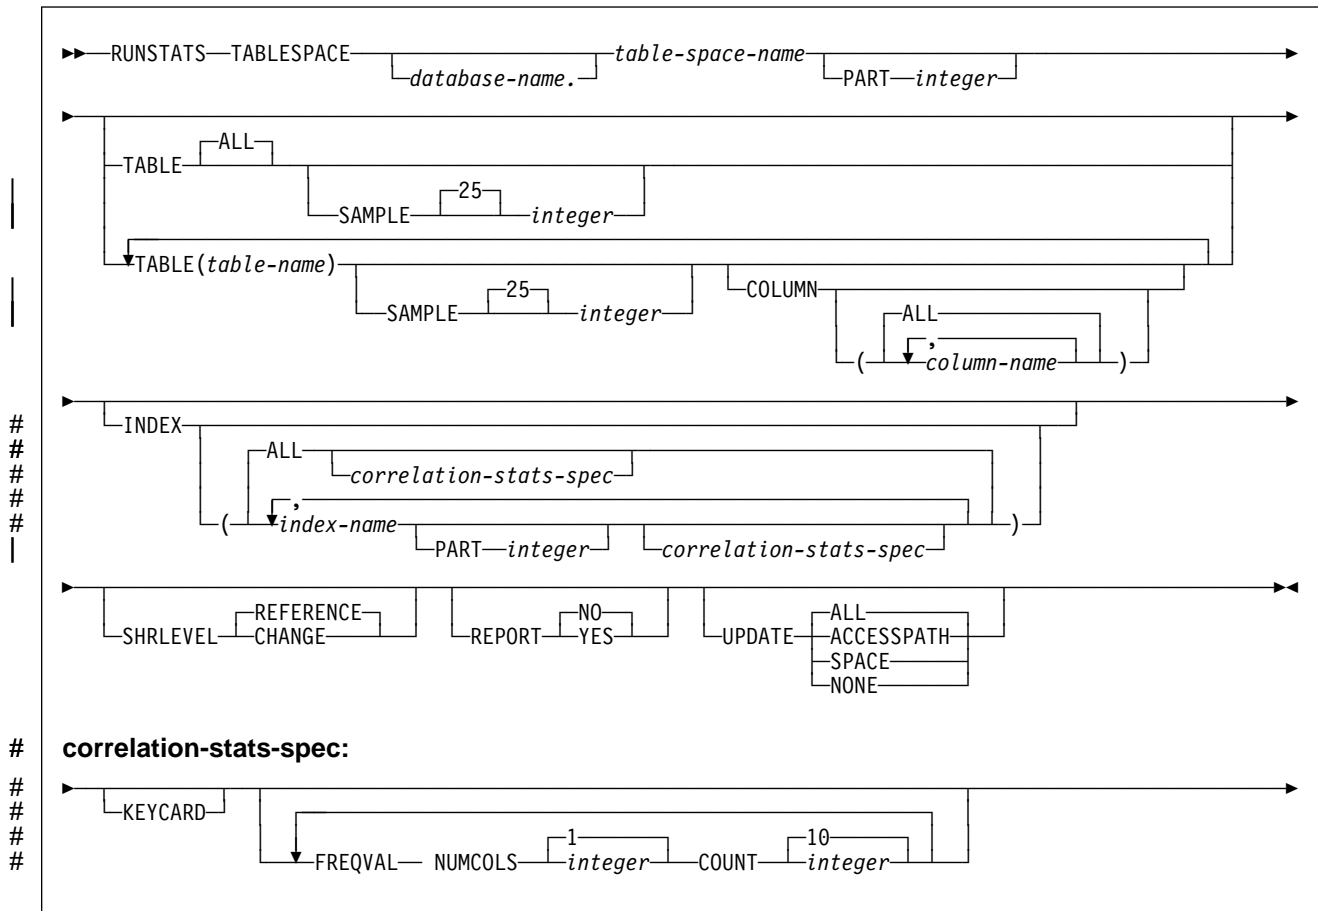 RUNSTATS TABLESPACE database-name. table-space-name PART integer
ALL
TABLE
25
| SAMPLE integer
|
TABLE(table-name)
| 25 COLUMN
| SAMPLE integer ALL
,
( column-name )
# INDEX
# ALL
# correlation-stats-spec
# ,
# ( index-name )
| PART integer correlation-stats-spec
REFERENCE NO ALL
SHRLEVEL CHANGE REPORT YES UPDATE ACCESSPATH
SPACE
NONE
# correlation-stats-spec:
#
# KEYCARD
# 1 10
# FREQVAL NUMCOLS integer COUNT integer